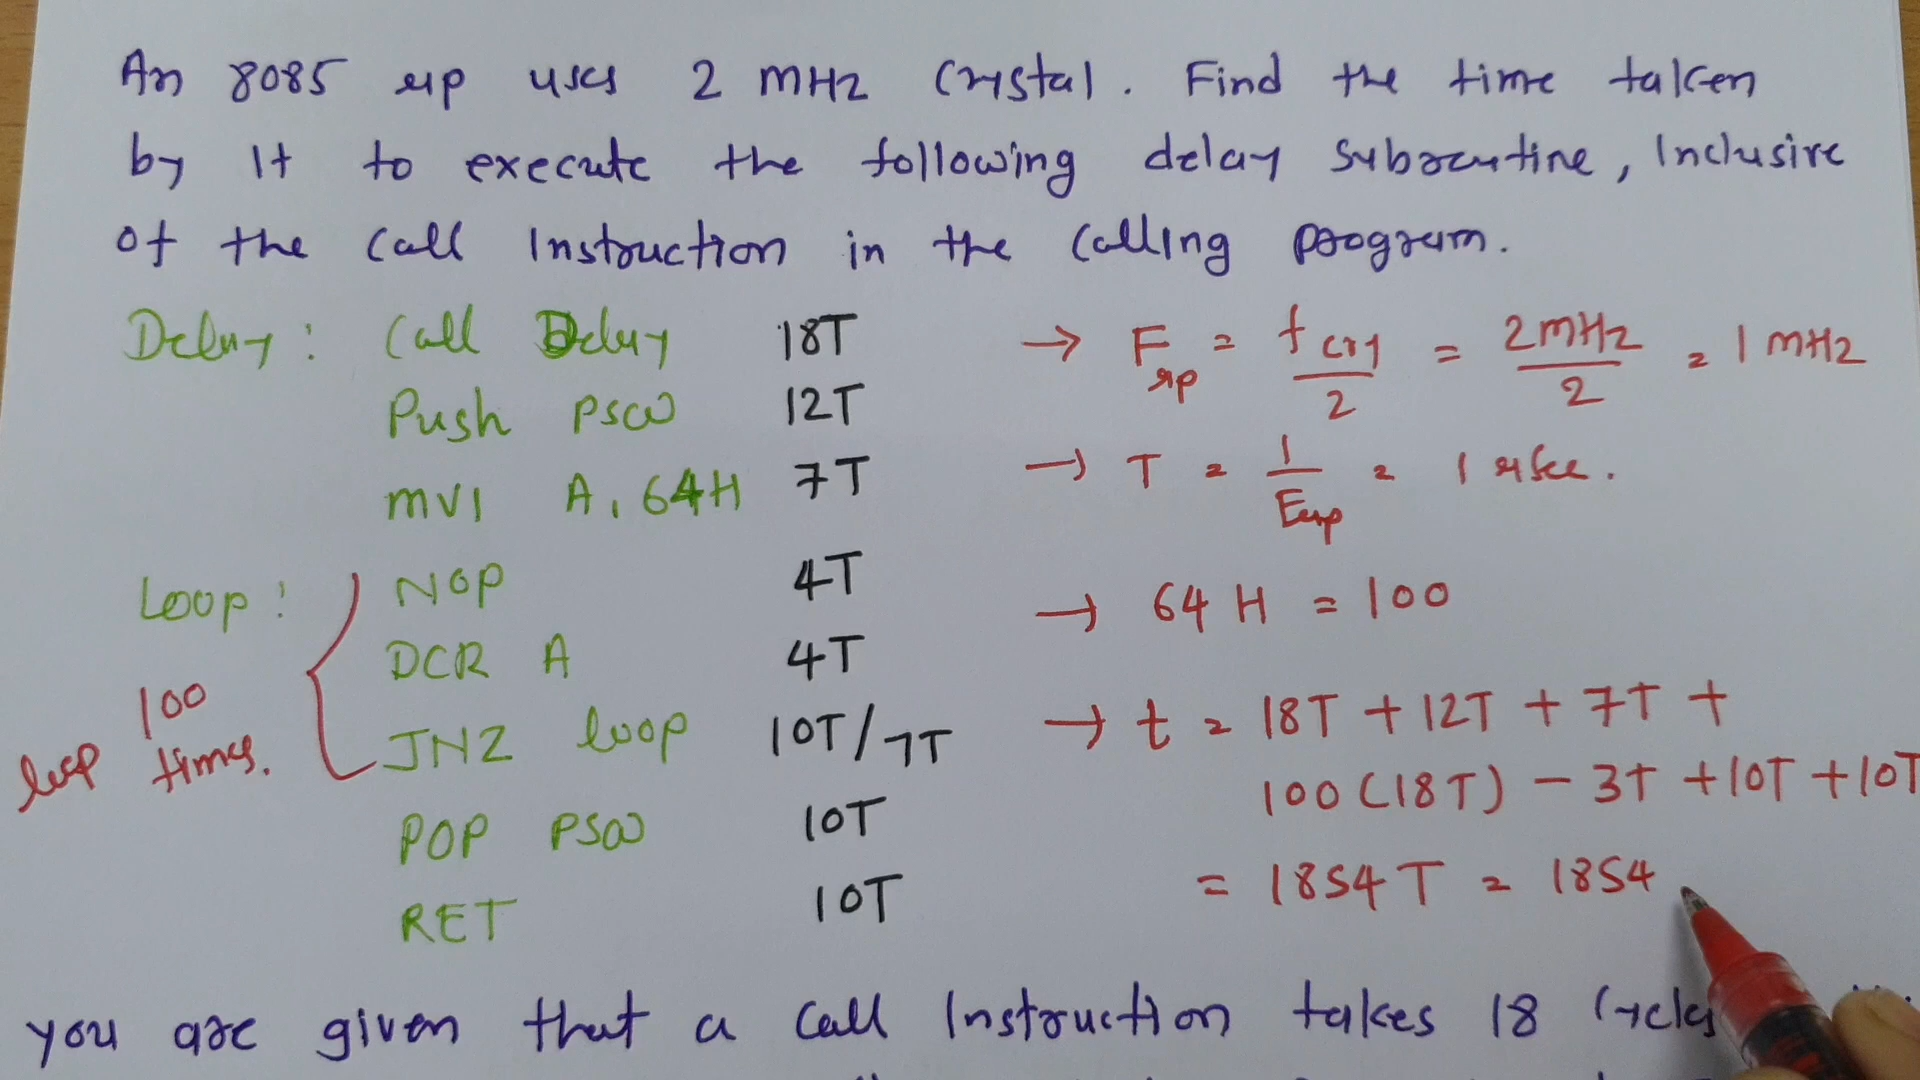 An 8085 μp uses 2 MHz Crystal. Find the time taken
by It to execute the following delay Subroutine, Inclusive
of the Call Instruction in the Calling program.
Delay: Call Delay 18T → Fμp = fcry/2 = 2MHz/2 = 1 MHz
Push PSW 12T
MVI A, 64H 7T → T = 1/Fμp = 1 μsec.
Loop: NOP 4T → 64 H = 100
DCR A 4T
loop 100 times.
JNZ loop 10T/7T → t = 18T + 12T + 7T +
100(18T) - 3T + 10T + 10T
POP PSW 10T
RET 10T = 1854T = 1854
you are given that a Call Instruction takes 18 Cycles